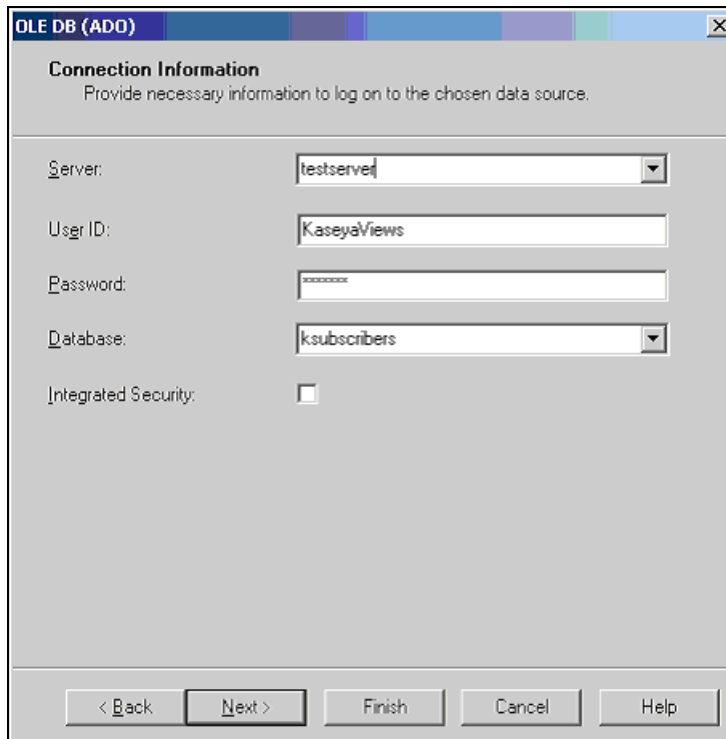 OLE DB (ADO)
Connection Information
Provide necessary information to log on to the chosen data source.
Server: testserver
User ID: KaseyaViews
Password: *******
Database: ksubscribers
Integrated Security:
< Back Next > Finish Cancel Help